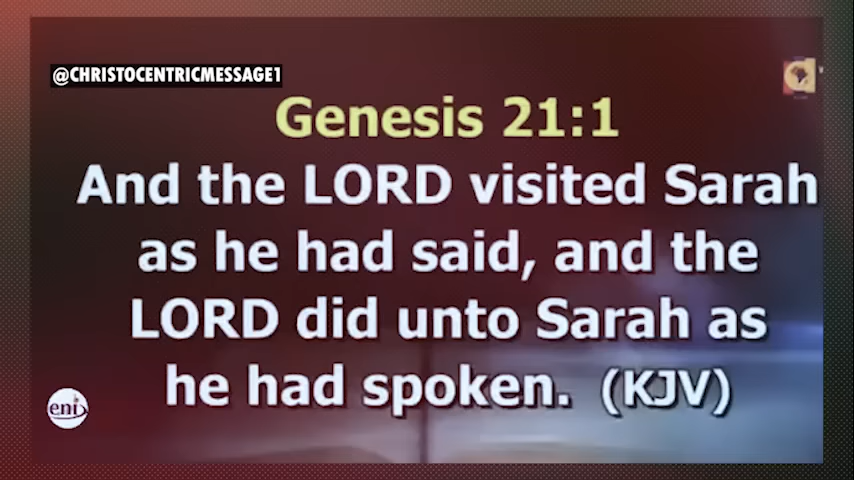 @CHRISTOCENTRICMESSAGE1
Genesis 21:1
And the LORD visited Sarah
as he had said, and the
LORD did unto Sarah as
he had spoken. (KJV)
eni